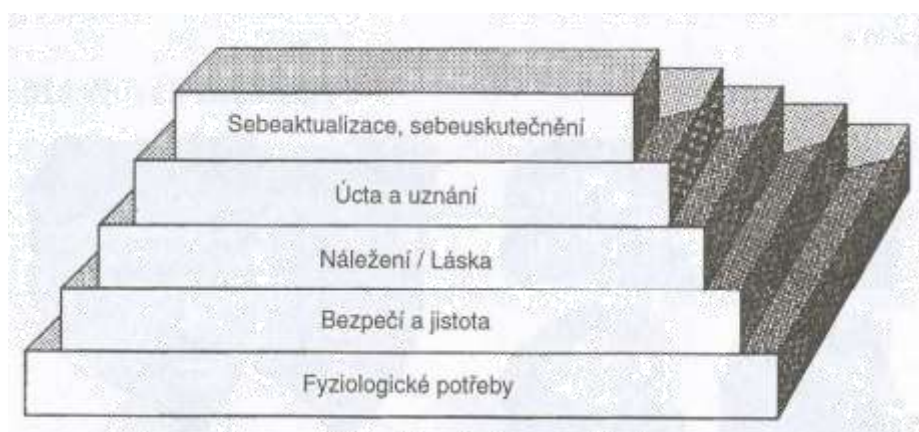 Sebeaktualizace, sebeuskutečnění
Úcta a uznání
Náležení / Láska
Bezpečí a jistota
Fyziologické potřeby